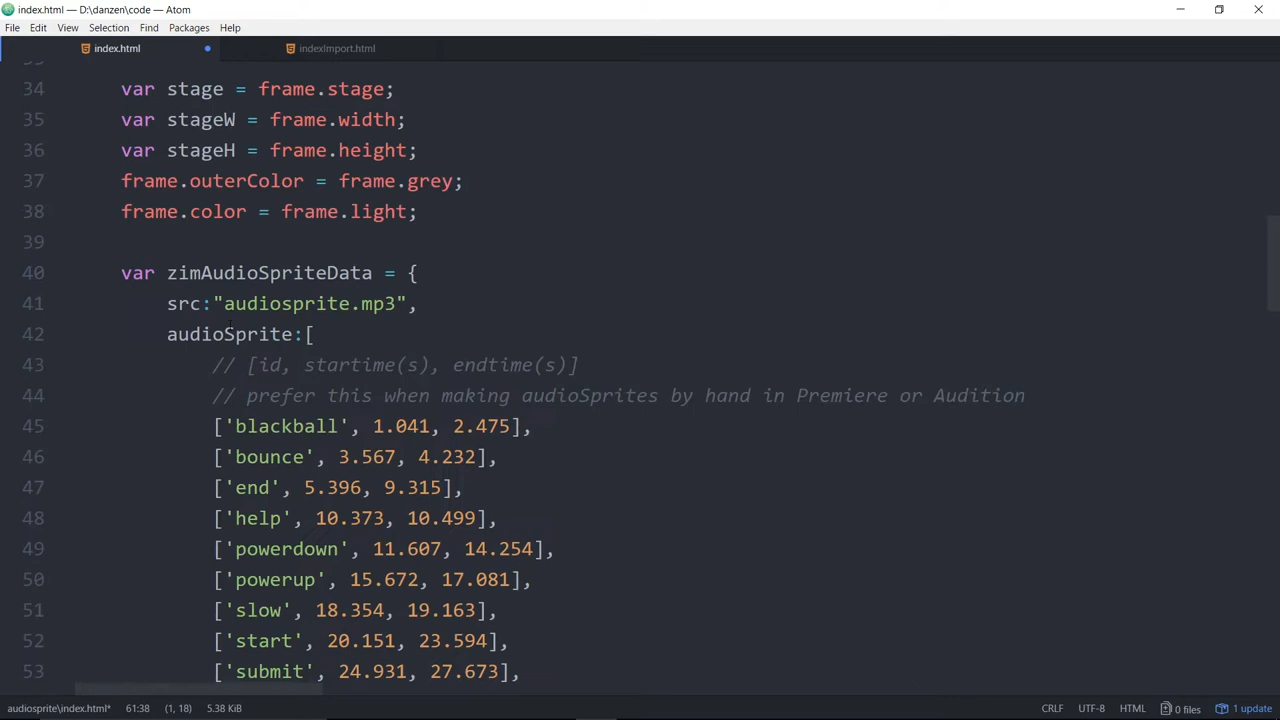 index.html — D:\danzen\code — Atom
File Edit View Selection Find Packages Help
index.html indexImport.html
34 var stage = frame.stage;
35 var stageW = frame.width;
36 var stageH = frame.height;
37 frame.outerColor = frame.grey;
38 frame.color = frame.light;
39
40 var zimAudioSpriteData = {
41 src:"audiosprite.mp3",
42 audioSprite:[
43 // [id, startime(s), endtime(s)]
44 // prefer this when making audioSprites by hand in Premiere or Audition
45 ['blackball', 1.041, 2.475],
46 ['bounce', 3.567, 4.232],
47 ['end', 5.396, 9.315],
48 ['help', 10.373, 10.499],
49 ['powerdown', 11.607, 14.254],
50 ['powerup', 15.672, 17.081],
51 ['slow', 18.354, 19.163],
52 ['start', 20.151, 23.594],
53 ['submit', 24.931, 27.673],
audiosprite\index.html* 61:38 (1, 18) 5.38 KiB CRLF UTF-8 HTML 0 files 1 update